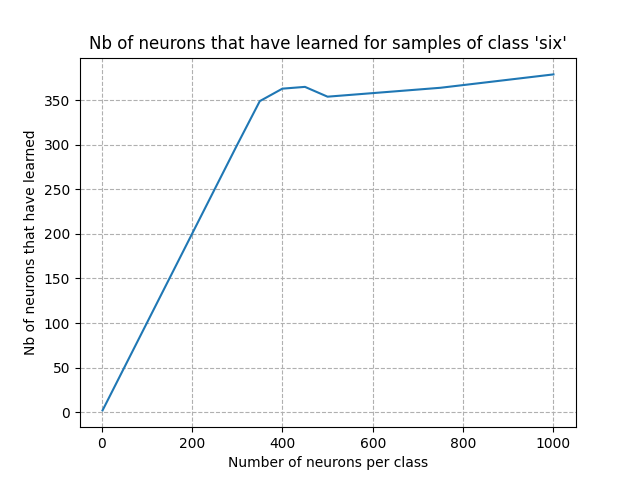 Nb of neurons that have learned for samples of class 'six'
Nb of neurons that have learned
350
300
250
200
150
100
50
0
0 200 400 600 800 1000
Number of neurons per class